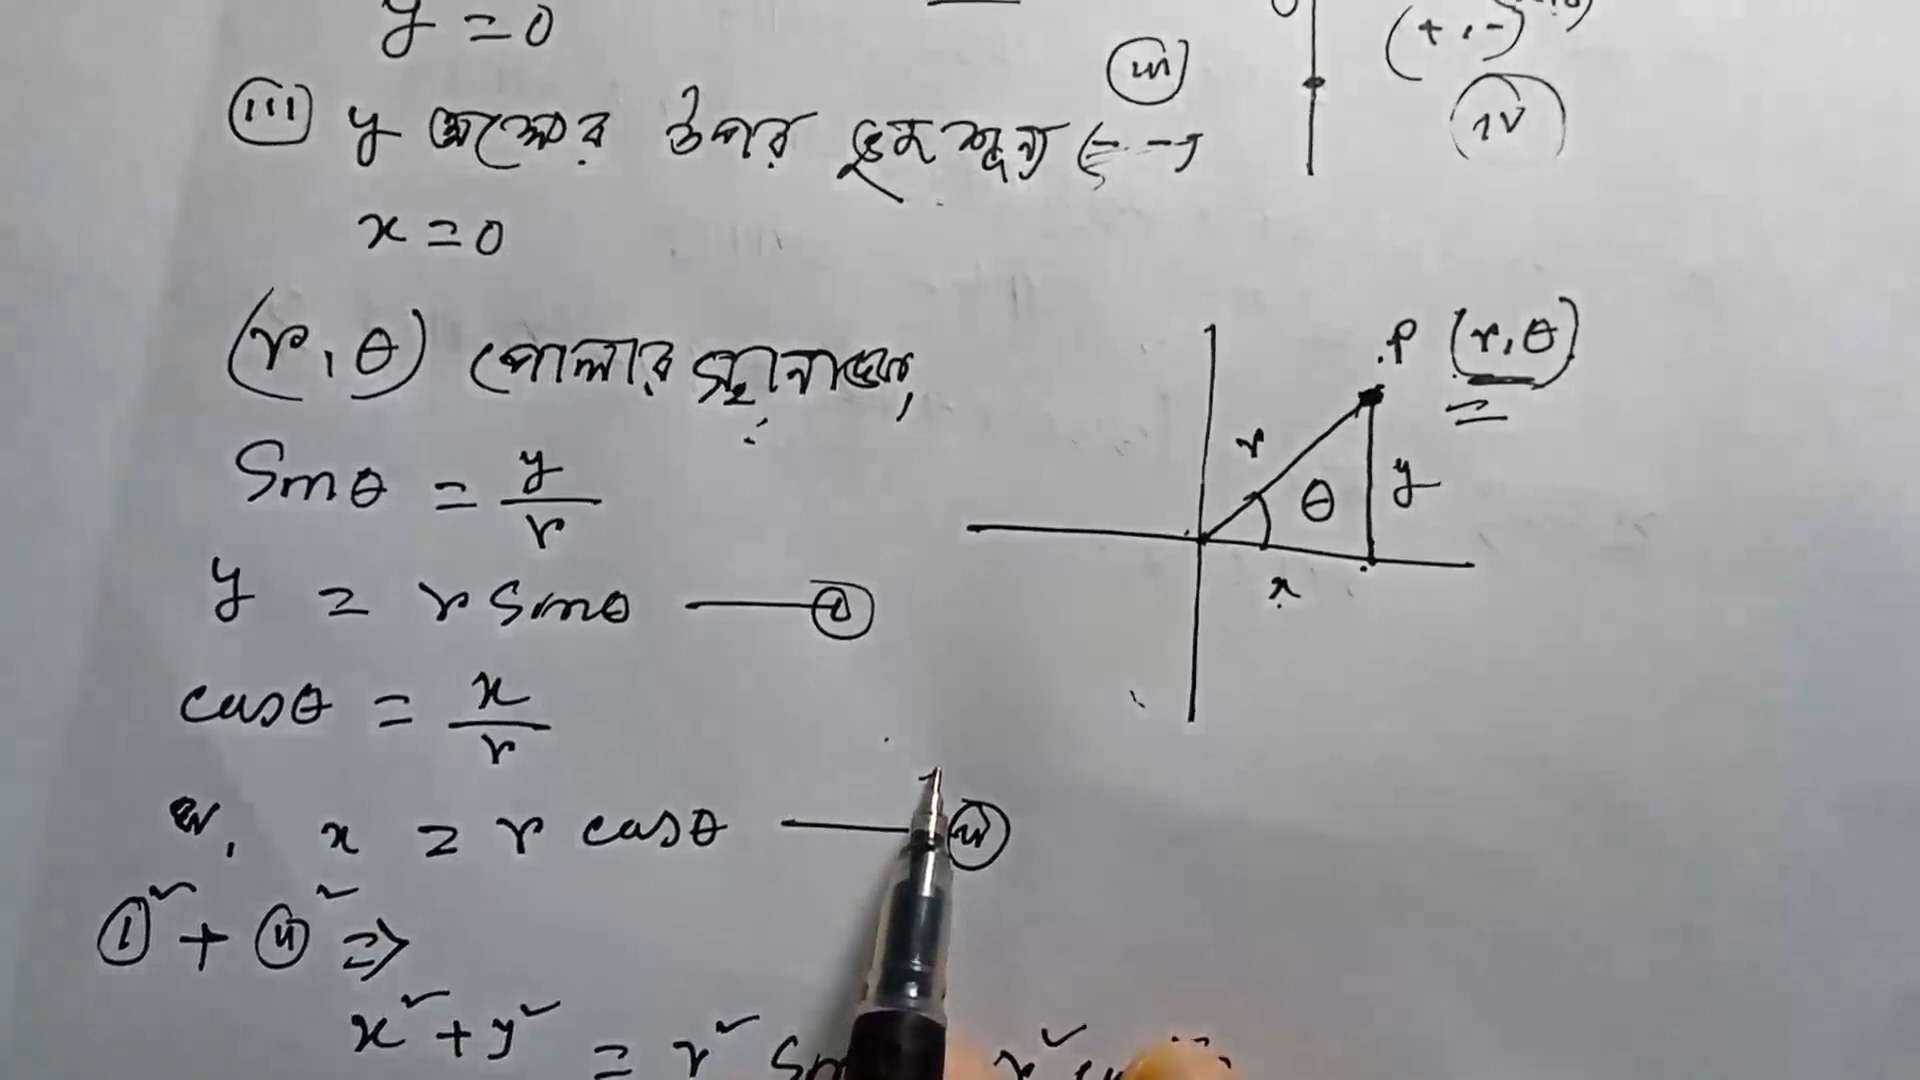 y = 0
(iii) y অক্ষের উপর ভুজ শূন্য (- . -)
(iii)
(+ , -)
(iv)
x = 0
(r, θ) পোলার স্থানাঙ্ক,
.P (r, θ)
r
θ
y
x
Sinθ = y/r
y = r sinθ —— (i)
cosθ = x/r
বা, x = r cosθ —— (ii)
(i)² + (ii)² ⇒
x² + y² = r²